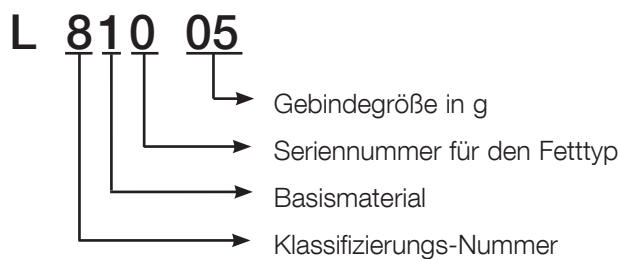 L 810 05
Gebindegröße in g
Seriennummer für den Fetttyp
Basismaterial
Klassifizierungs-Nummer